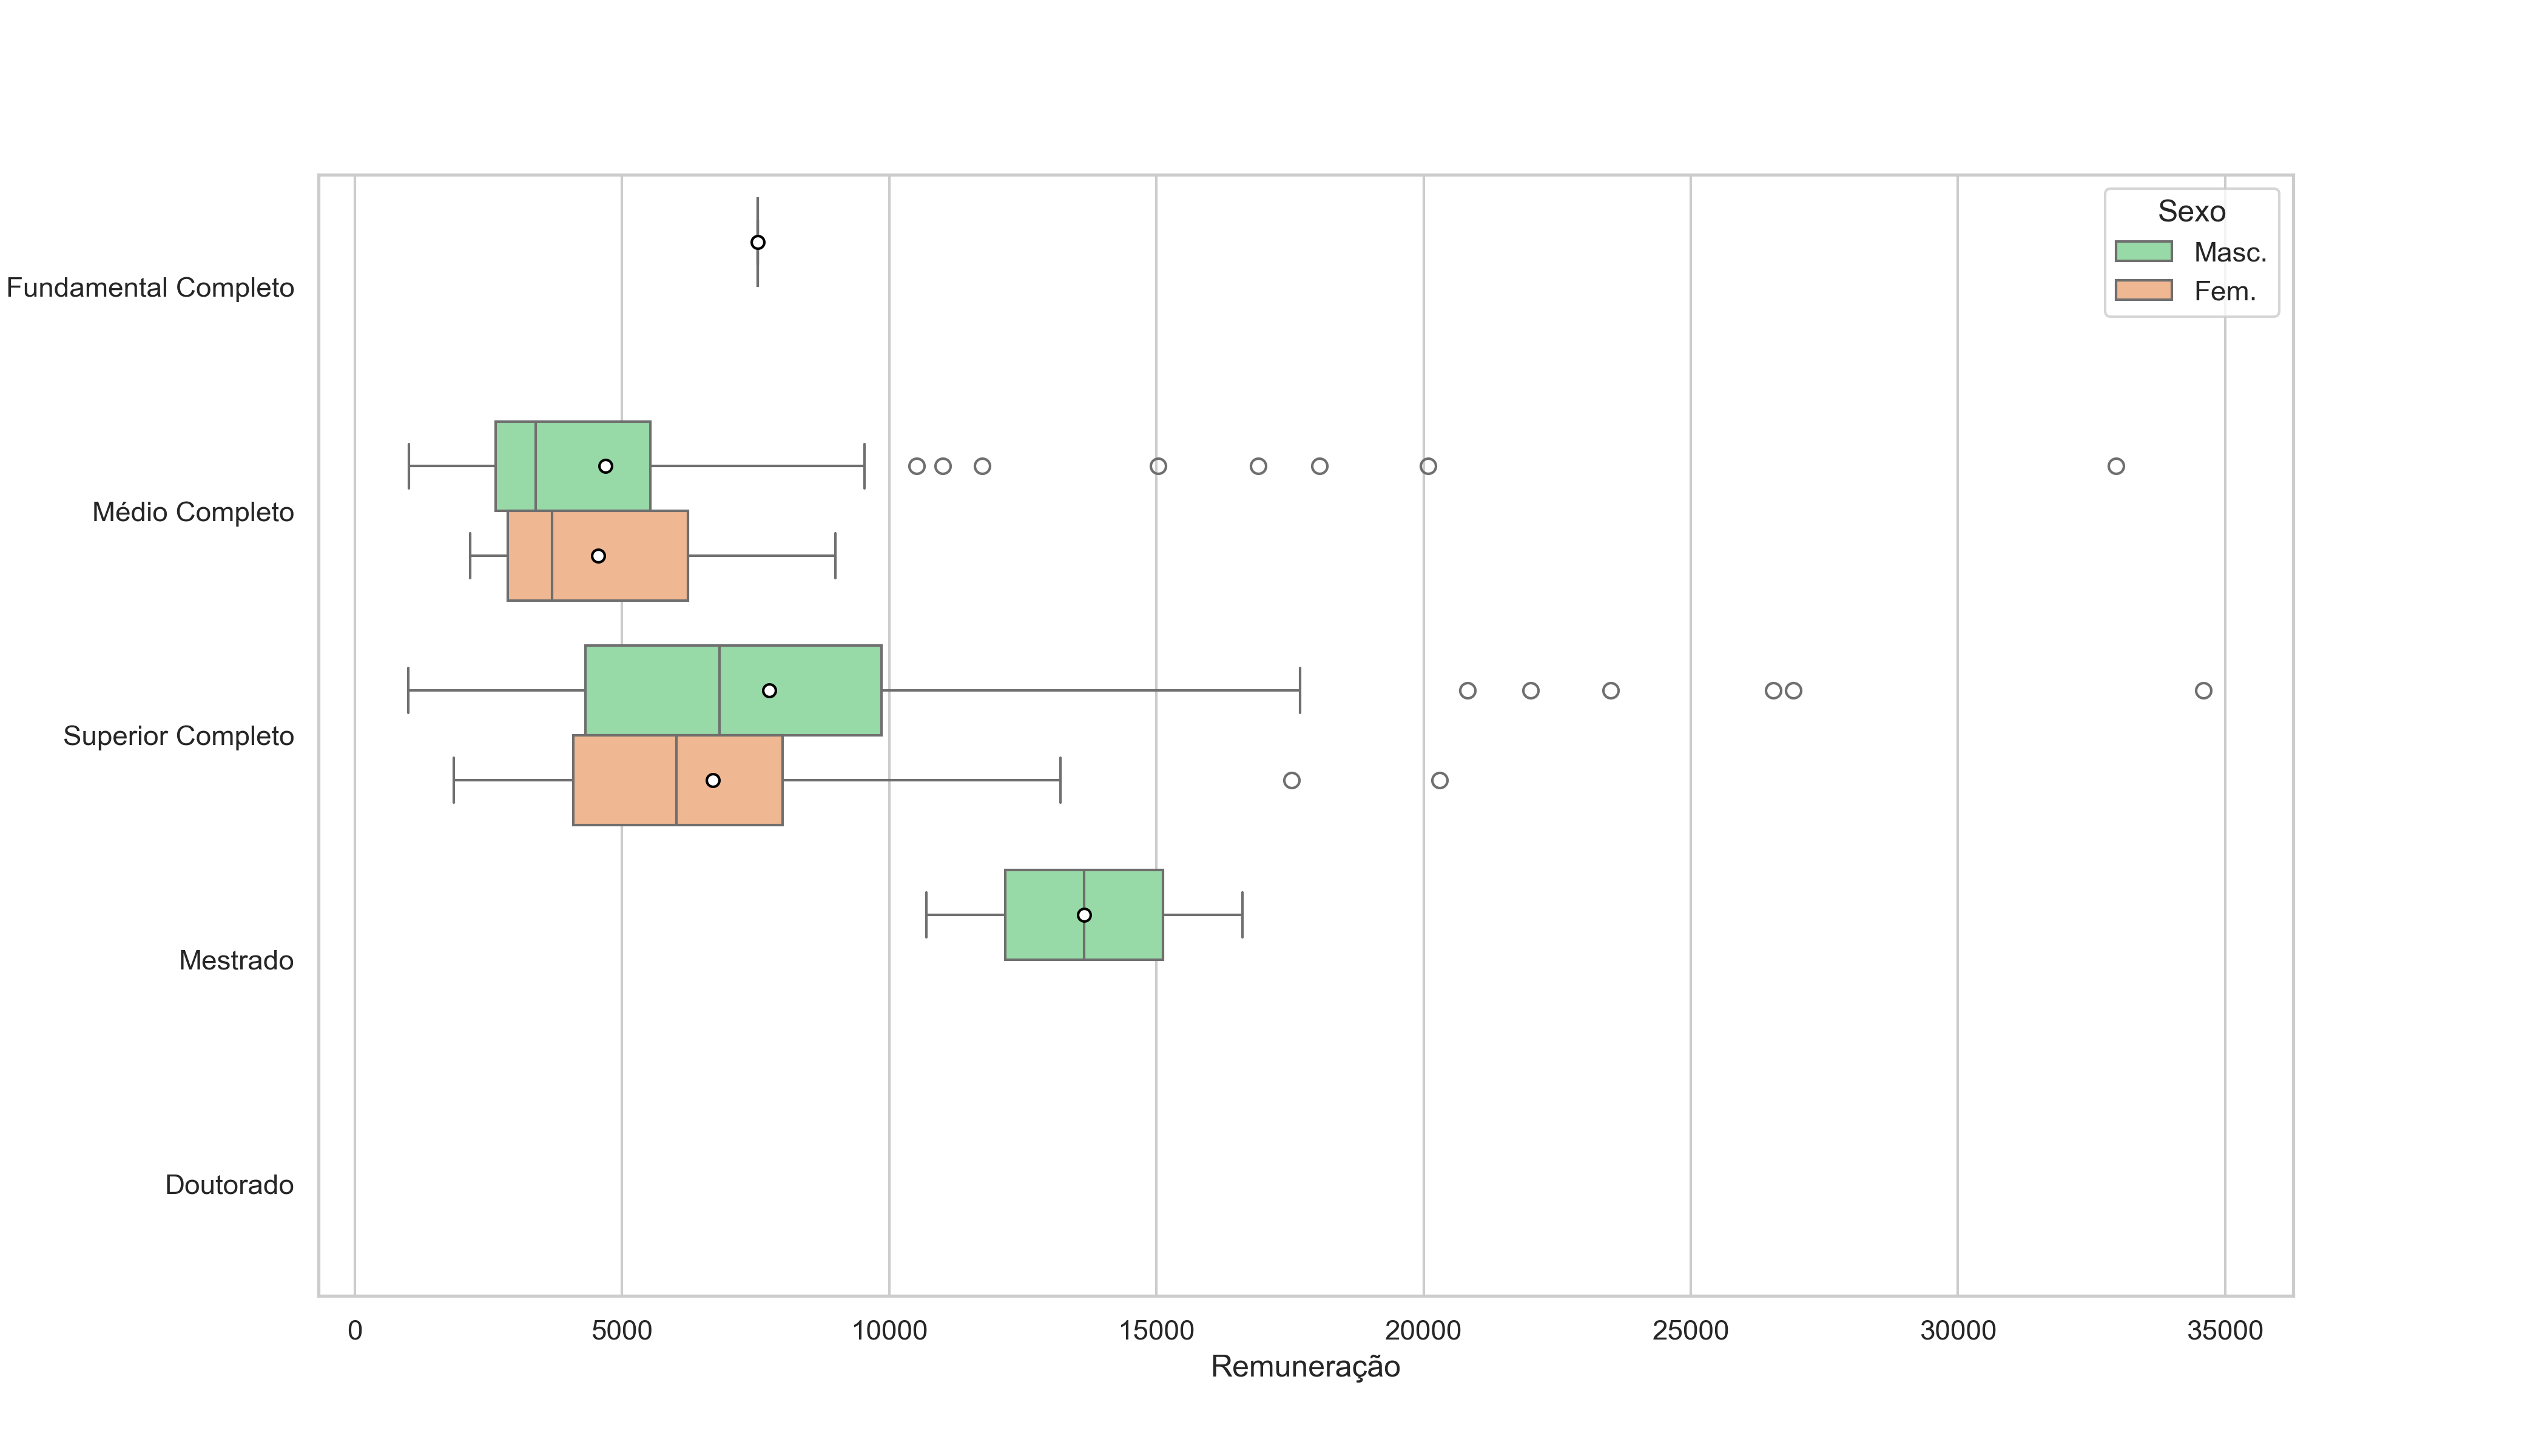 Sexo
Masc.
Fem.
Fundamental Completo
Médio Completo
Superior Completo
Mestrado
Doutorado
0 5000 10000 15000 20000 25000 30000 35000
Remuneração